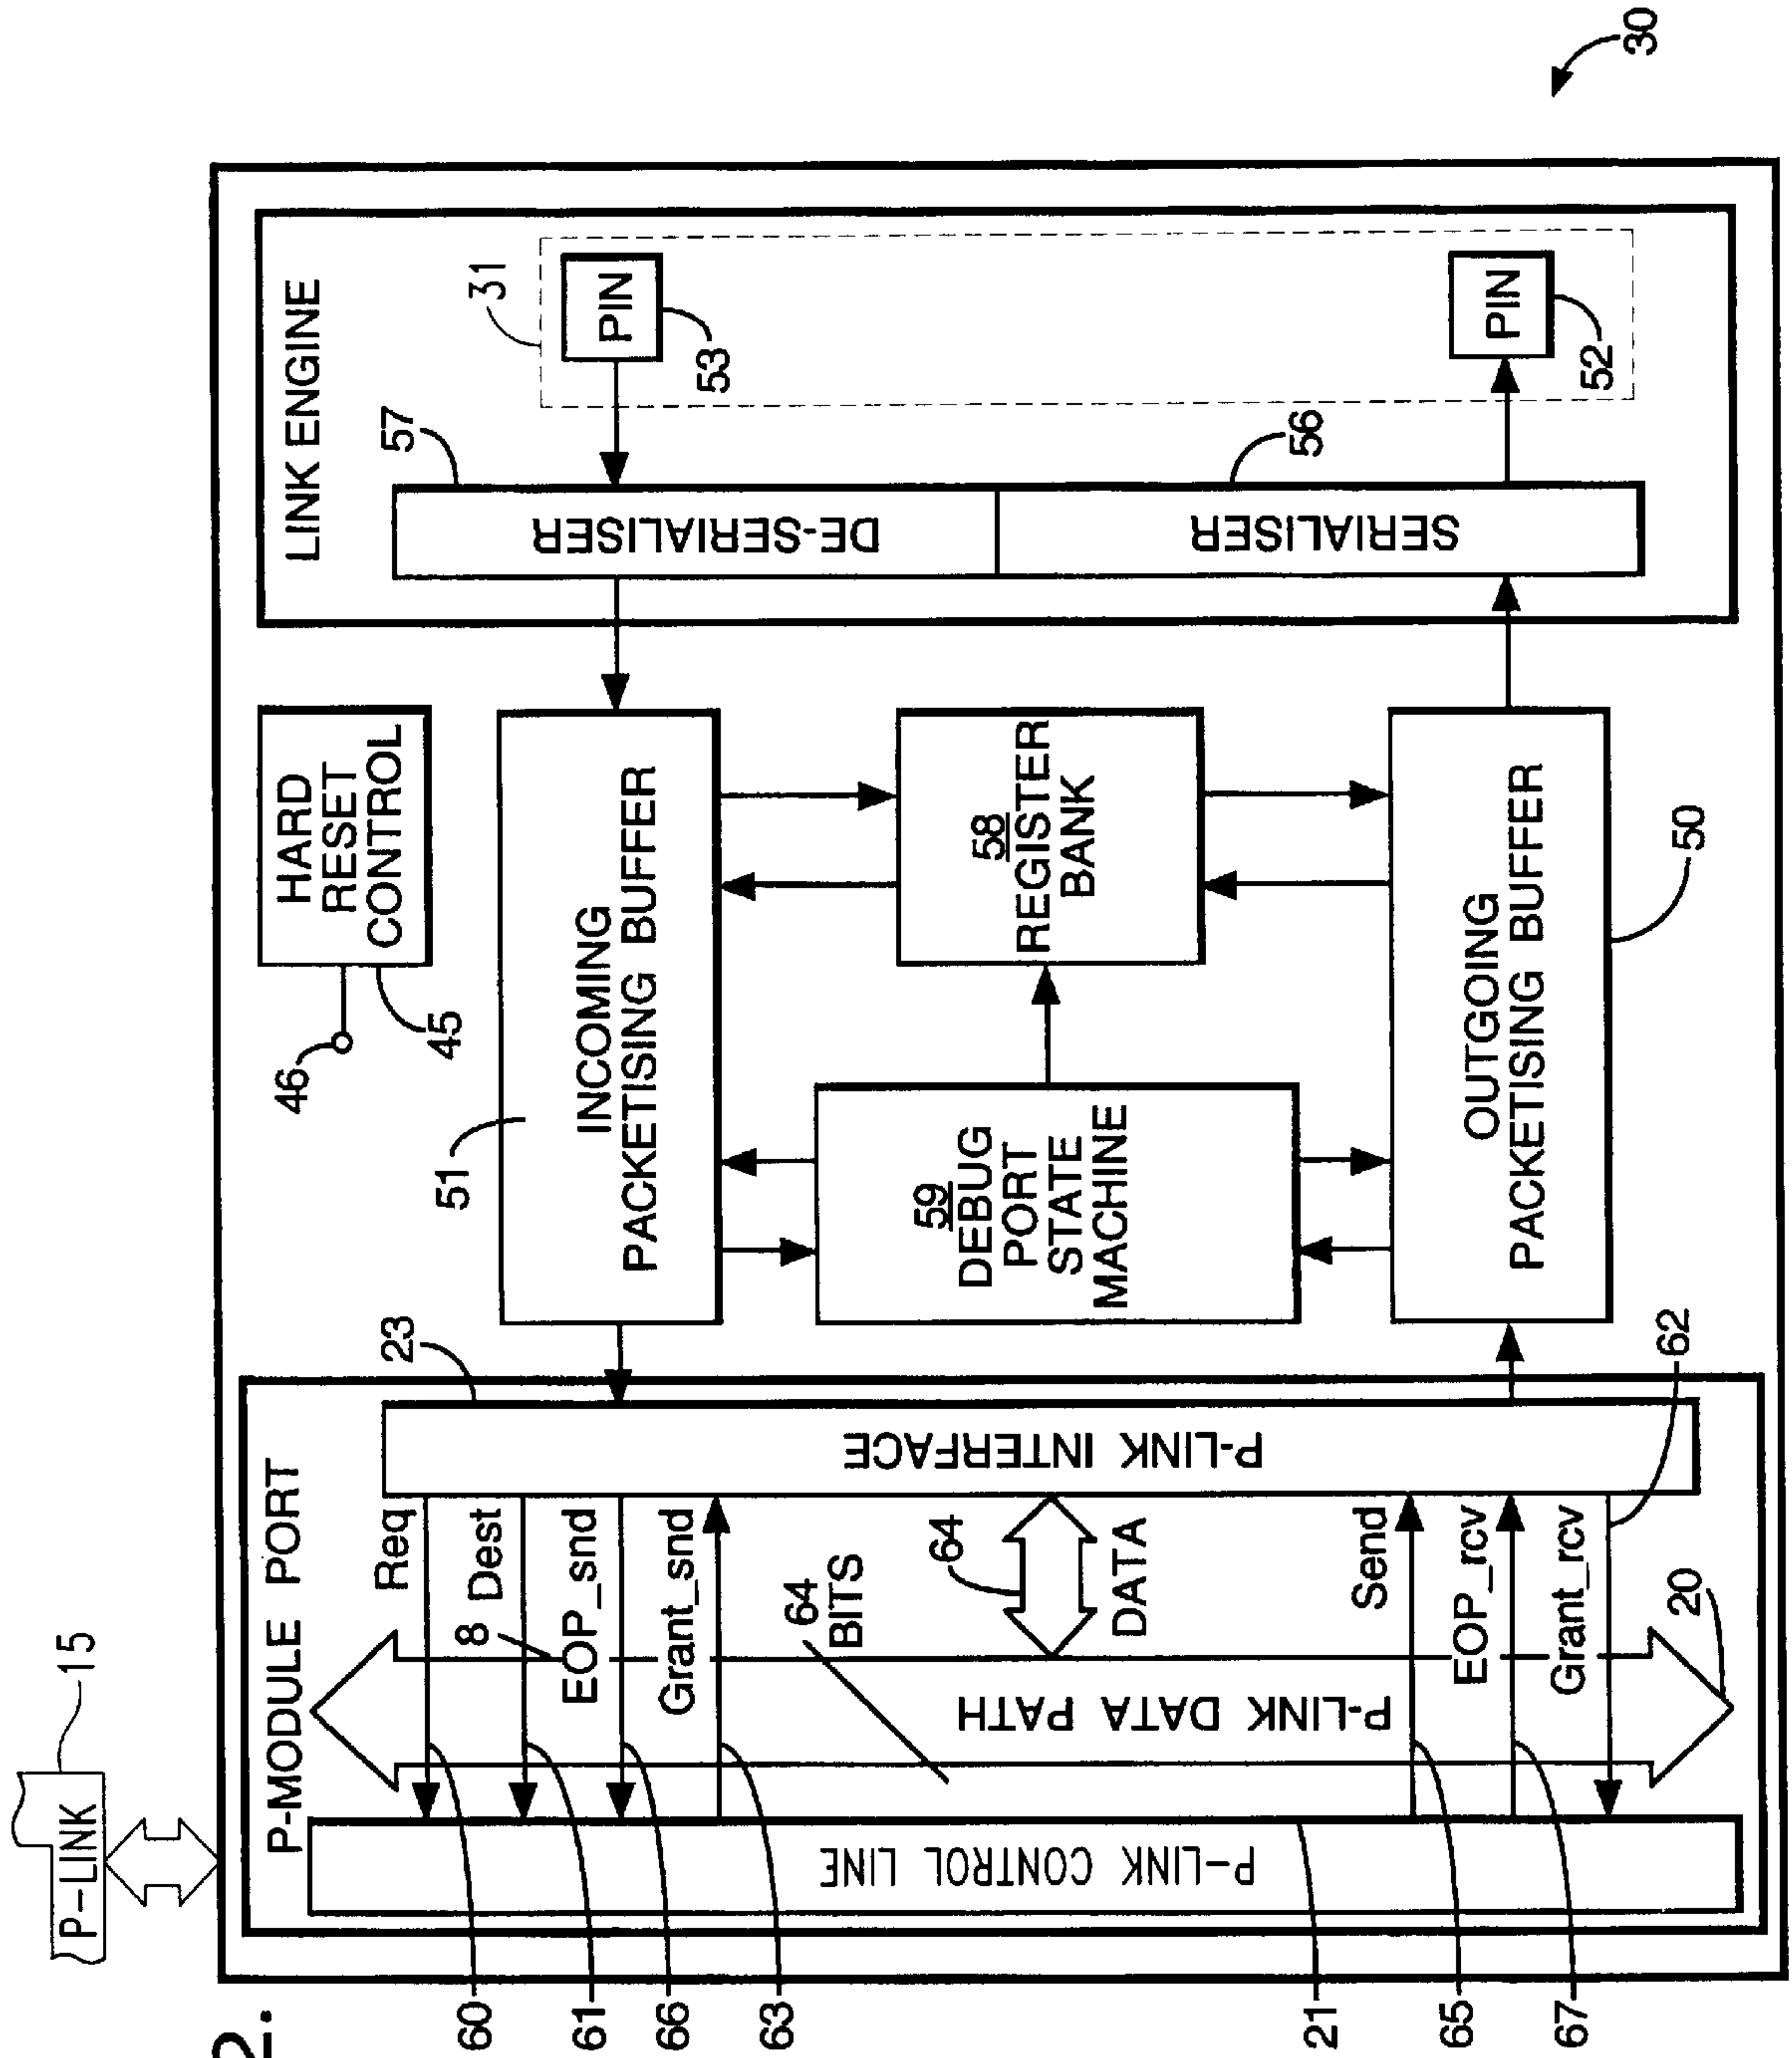 2.
P-LINK
15
30
P-MODULE PORT
LINK ENGINE
P-LINK CONTROL LINE
P-LINK DATA PATH
P-LINK INTERFACE
Req
Dest
8
EOP_snd
Grant_snd
64
BITS
64
DATA
Send
EOP_rcv
Grant_rcv
20
62
23
60
61
66
63
21
65
67
HARD
RESET
CONTROL
46
45
51
INCOMING
PACKETISING BUFFER
59
DEBUG
PORT
STATE
MACHINE
58
REGISTER
BANK
OUTGOING
PACKETISING BUFFER
50
57
DE-SERIALISER
SERIALISER
56
31
PIN
53
PIN
52